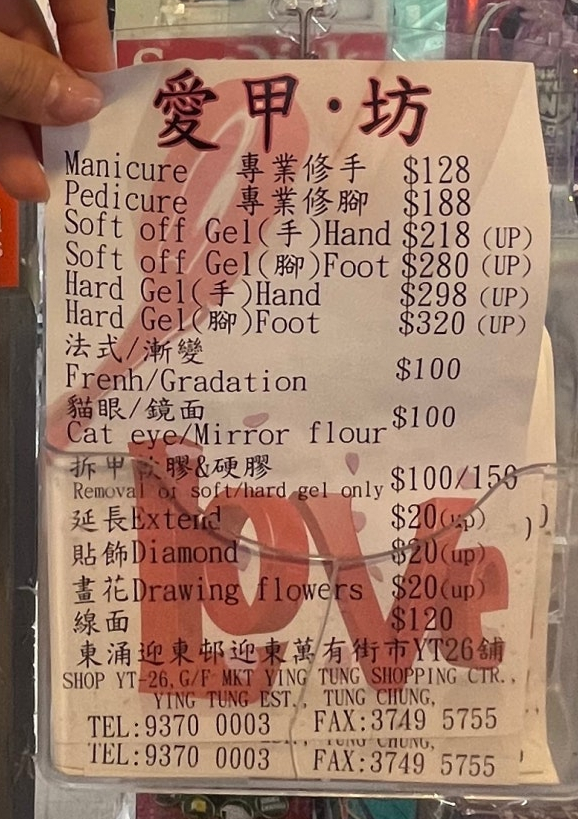 愛甲·坊
Manicure 專業修手 $128
Pedicure 專業修腳 $188
Soft off Gel(手)Hand $218 (UP)
Soft off Gel(腳)Foot $280 (UP)
Hard Gel(手)Hand $298 (UP)
Hard Gel(腳)Foot $320 (UP)
法式/漸變
Frenh/Gradation $100
貓眼/鏡面
Cat eye/Mirror flour $100
拆甲軟膠&硬膠 $100/150
Removal of soft/hard gel only
延長Extend $20(up)
貼飾Diamond $20(up)
畫花Drawing flowers $20(up)
線面 $120
東涌迎東邨迎東萬有街市YT26舖
SHOP YT-26,G/F MKT YING TUNG SHOPPING CTR.,
YING TUNG EST., TUNG CHUNG,
TEL:9370 0003 FAX:3749 5755
TUNG CHUNG,
TEL:9370 0003 FAX:3749 5755
Love